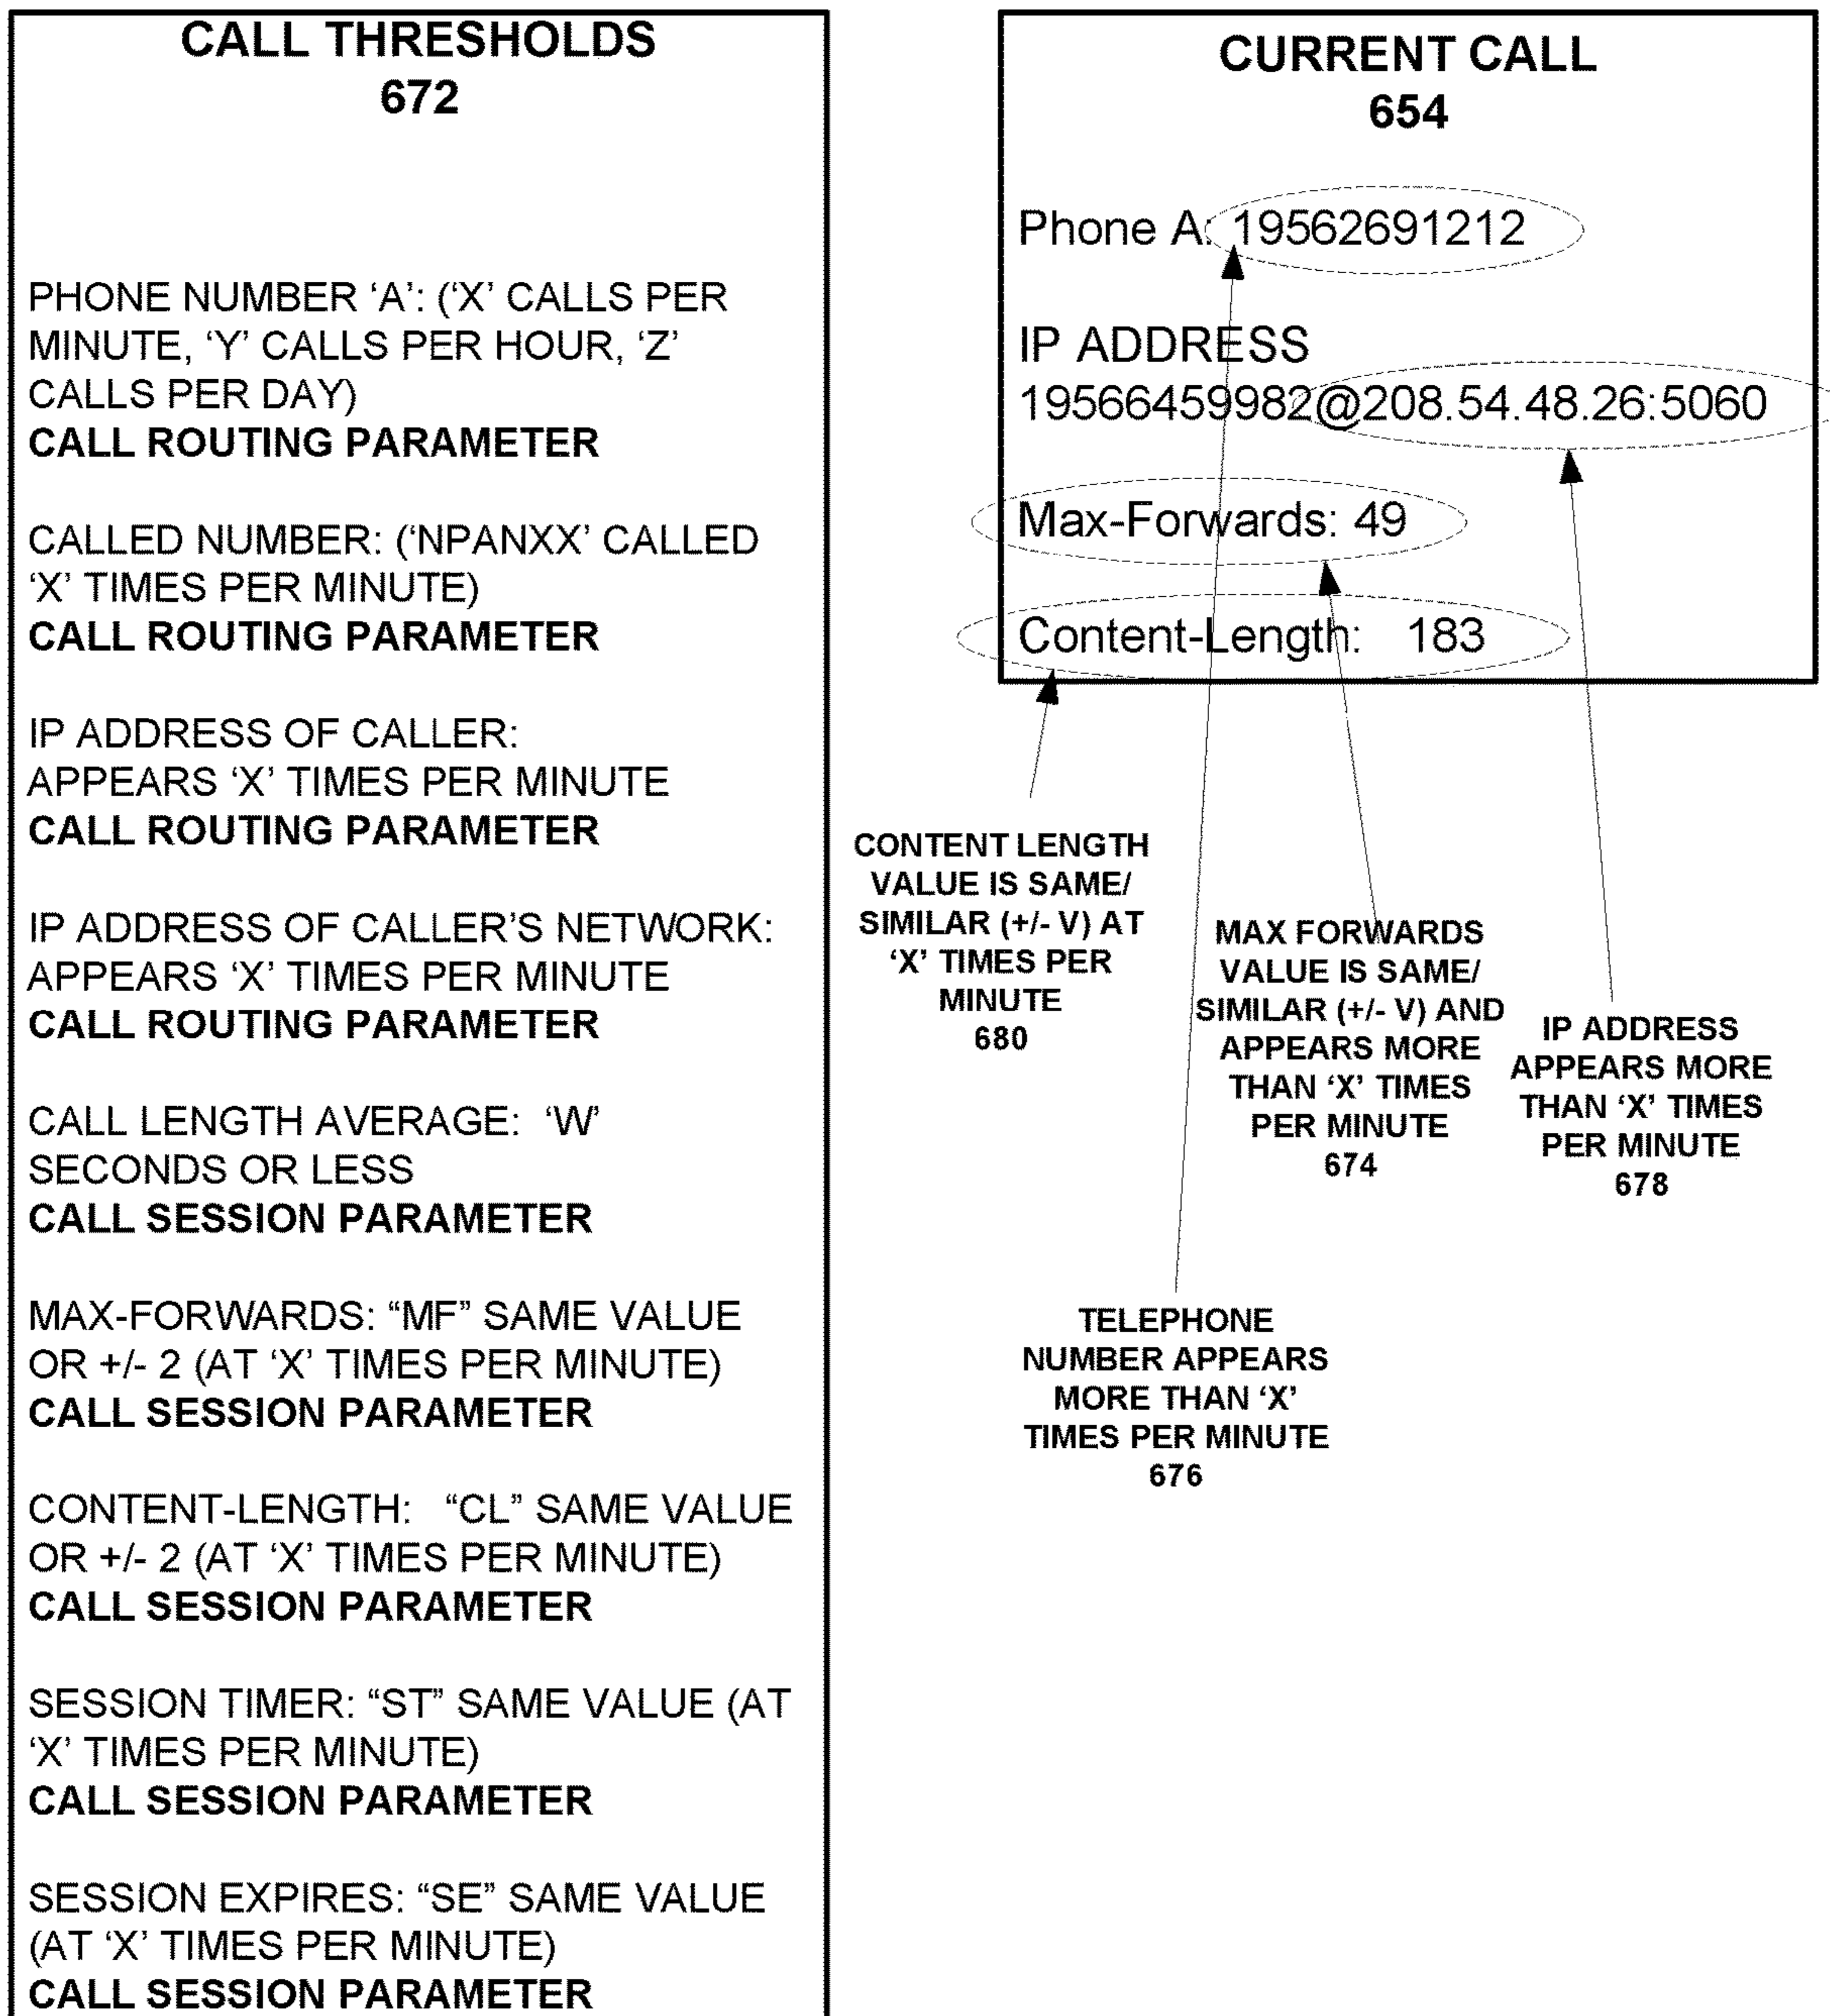 CALL THRESHOLDS
672
PHONE NUMBER ‘A’: (‘X’ CALLS PER
MINUTE, ‘Y’ CALLS PER HOUR, ‘Z’
CALLS PER DAY)
CALL ROUTING PARAMETER
CALLED NUMBER: (‘NPANXX’ CALLED
‘X’ TIMES PER MINUTE)
CALL ROUTING PARAMETER
IP ADDRESS OF CALLER:
APPEARS ‘X’ TIMES PER MINUTE
CALL ROUTING PARAMETER
IP ADDRESS OF CALLER’S NETWORK:
APPEARS ‘X’ TIMES PER MINUTE
CALL ROUTING PARAMETER
CALL LENGTH AVERAGE: ‘W’
SECONDS OR LESS
CALL SESSION PARAMETER
MAX-FORWARDS: “MF” SAME VALUE
OR +/- 2 (AT ‘X’ TIMES PER MINUTE)
CALL SESSION PARAMETER
CONTENT-LENGTH: “CL” SAME VALUE
OR +/- 2 (AT ‘X’ TIMES PER MINUTE)
CALL SESSION PARAMETER
SESSION TIMER: “ST” SAME VALUE (AT
‘X’ TIMES PER MINUTE)
CALL SESSION PARAMETER
SESSION EXPIRES: “SE” SAME VALUE
(AT ‘X’ TIMES PER MINUTE)
CALL SESSION PARAMETER
CURRENT CALL
654
Phone A: 19562691212
IP ADDRESS
19566459982@208.54.48.26:5060
Max-Forwards: 49
Content-Length: 183
CONTENT LENGTH
VALUE IS SAME/
SIMILAR (+/- V) AT
‘X’ TIMES PER
MINUTE
680
MAX FORWARDS
VALUE IS SAME/
SIMILAR (+/- V) AND
APPEARS MORE
THAN ‘X’ TIMES
PER MINUTE
674
IP ADDRESS
APPEARS MORE
THAN ‘X’ TIMES
PER MINUTE
678
TELEPHONE
NUMBER APPEARS
MORE THAN ‘X’
TIMES PER MINUTE
676